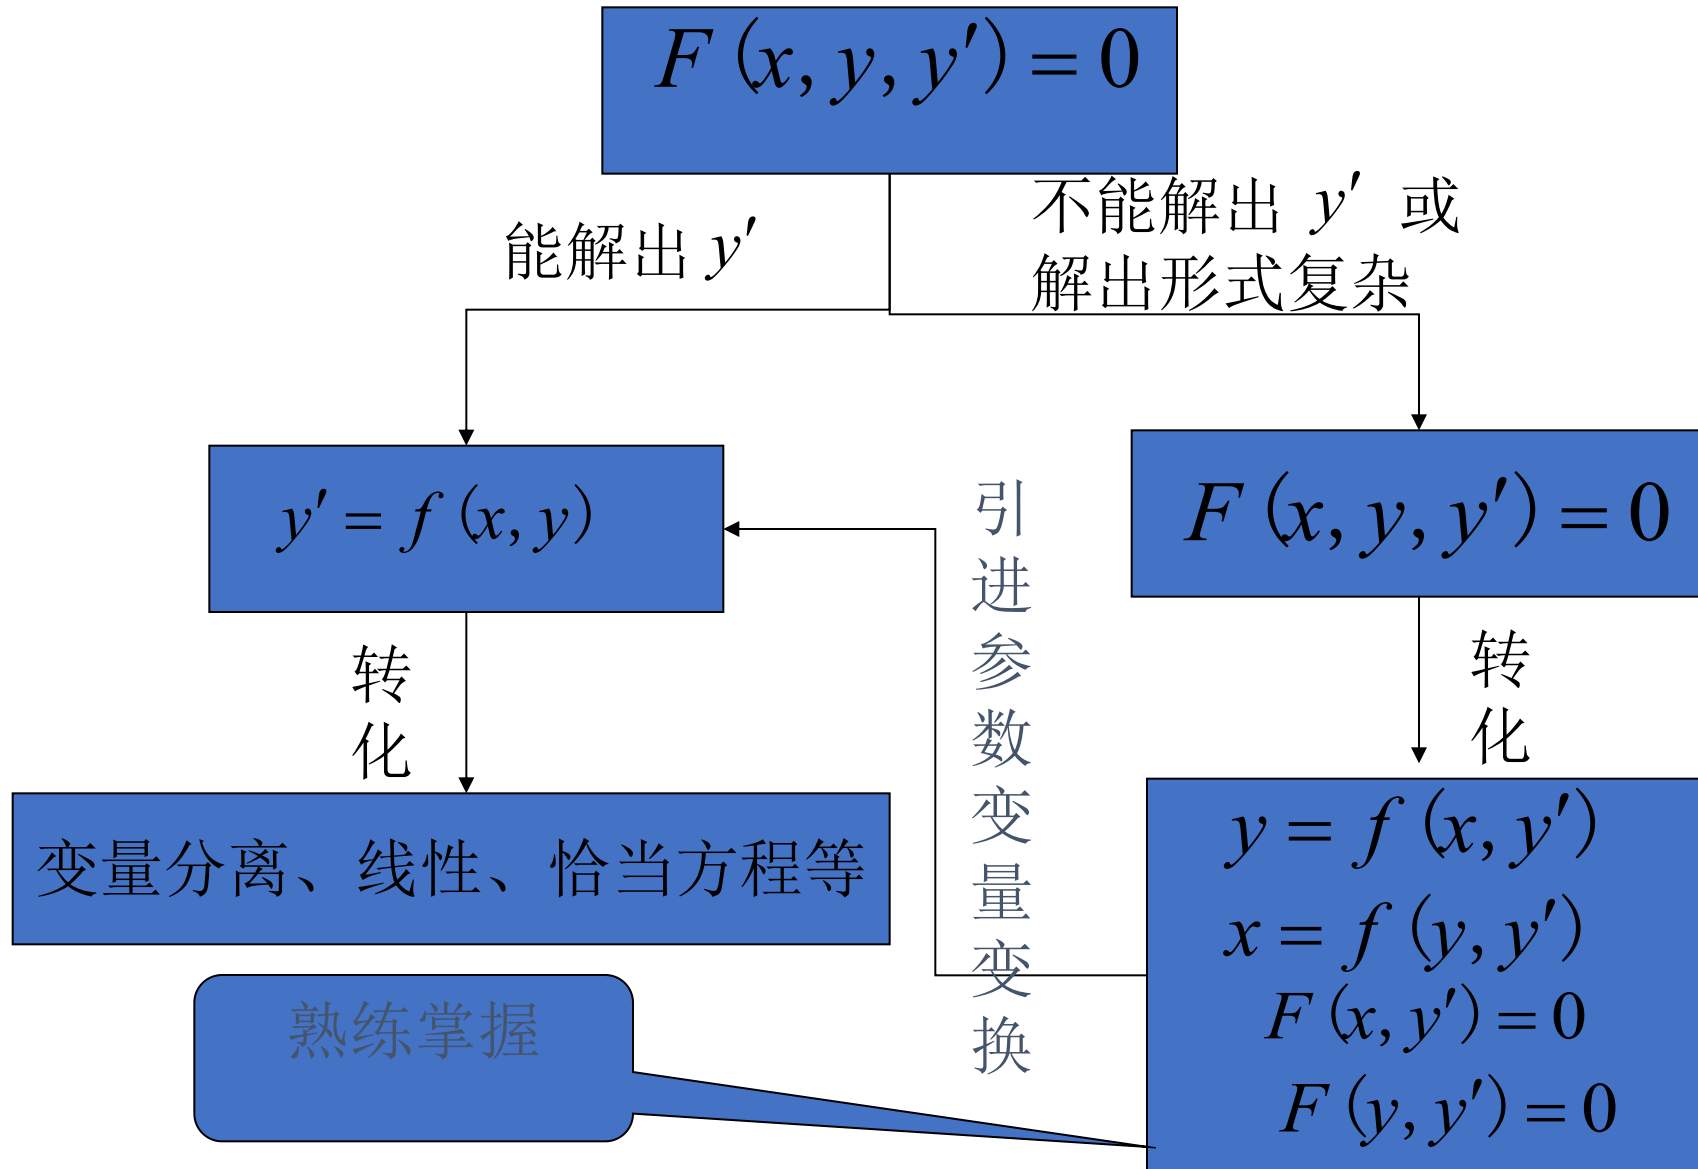 F(x, y, y′) = 0
能解出 y′
不能解出 y′ 或
解出形式复杂
y′ = f(x, y)
F(x, y, y′) = 0
引进参数变量变换
转化
转化
变量分离、线性、恰当方程等
y = f(x, y′)
x = f(y, y′)
F(x, y′) = 0
F(y, y′) = 0
熟练掌握